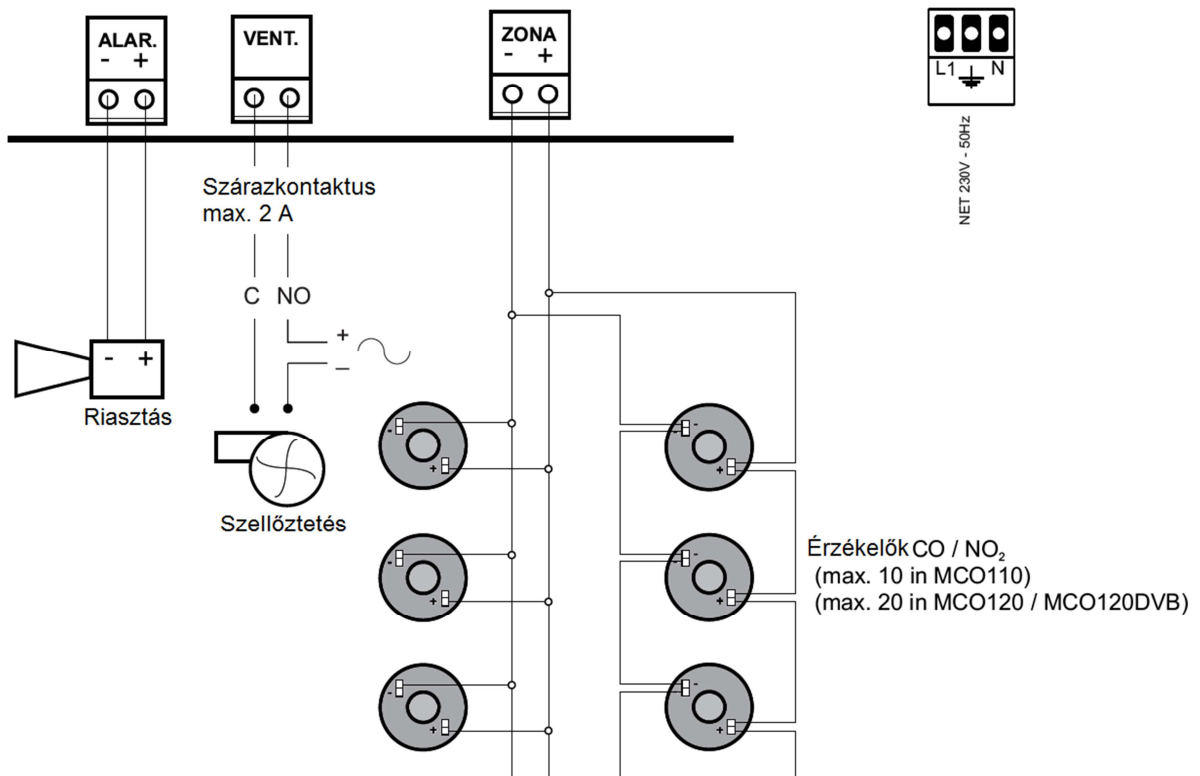 ALAR.
- +
VENT.
ZONA
- +
L1 N
NET 230V - 50Hz
Szárazkontaktus
max. 2 A
C NO
+
–
- +
Riasztás
Szellőztetés
- +
- +
- +
- - +
- - +
- +
Érzékelők CO / NO₂
(max. 10 in MCO110)
(max. 20 in MCO120 / MCO120DVB)